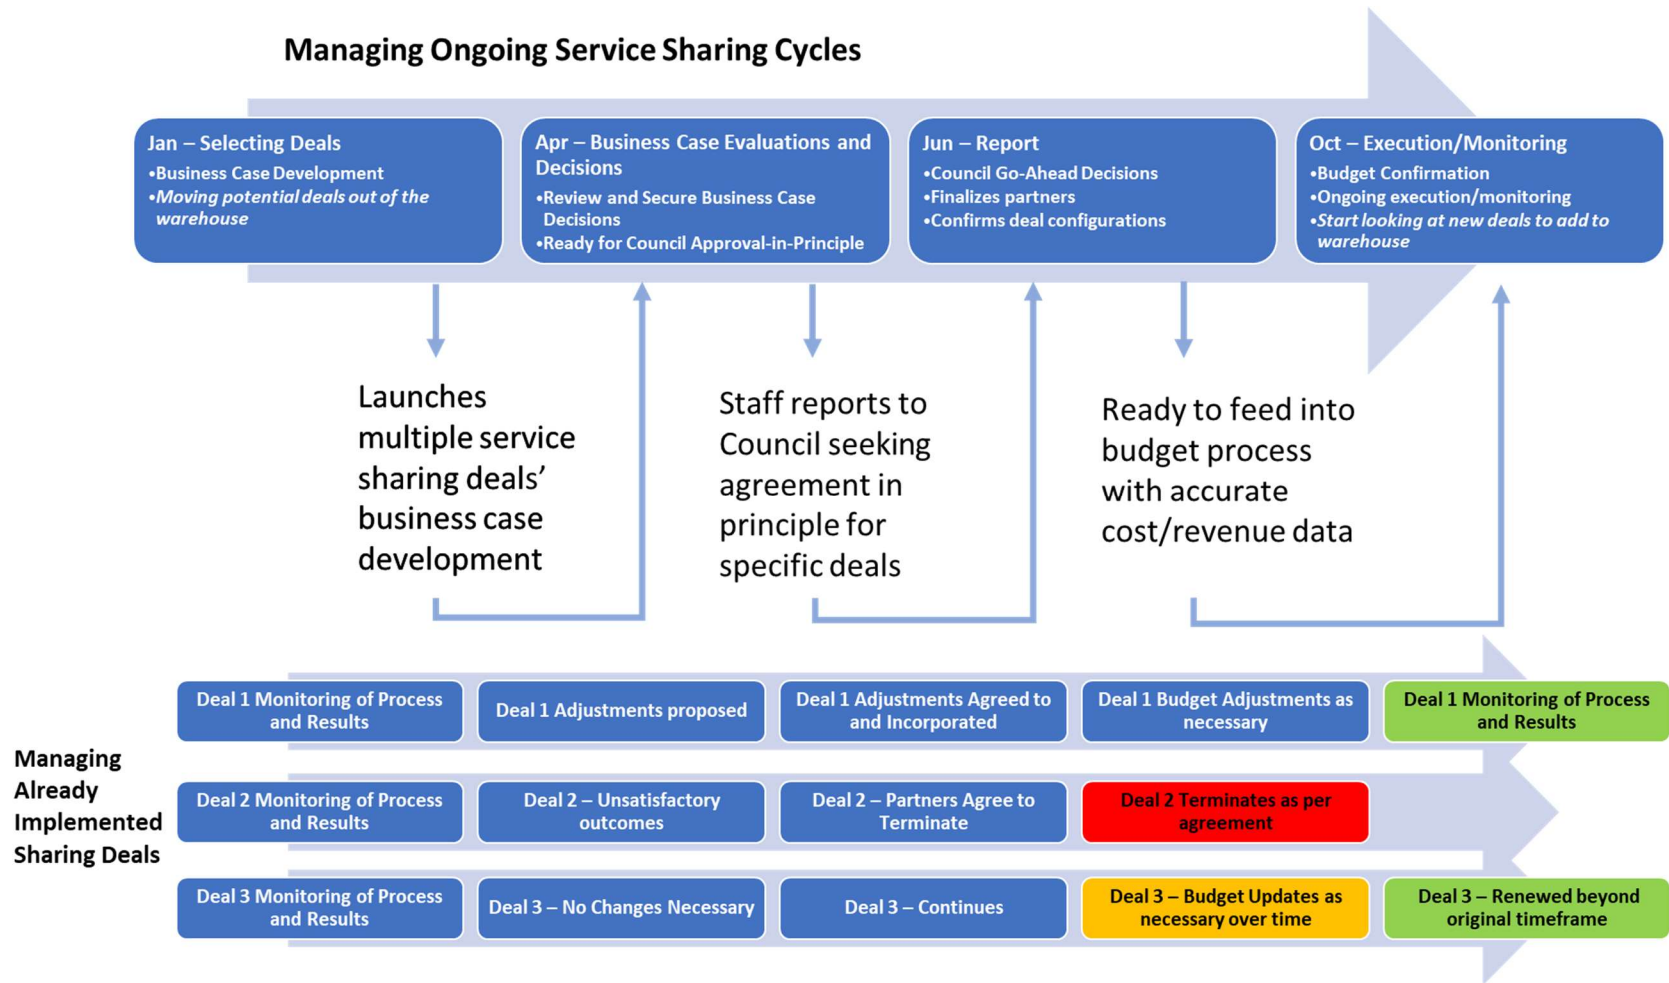 Managing Ongoing Service Sharing Cycles
Jan – Selecting Deals
•Business Case Development
•Moving potential deals out of the
warehouse
Apr – Business Case Evaluations and
Decisions
•Review and Secure Business Case
Decisions
•Ready for Council Approval-in-Principle
Jun – Report
•Council Go-Ahead Decisions
•Finalizes partners
•Confirms deal configurations
Oct – Execution/Monitoring
•Budget Confirmation
•Ongoing execution/monitoring
•Start looking at new deals to add to
warehouse
Launches
multiple service
sharing deals’
business case
development
Staff reports to
Council seeking
agreement in
principle for
specific deals
Ready to feed into
budget process
with accurate
cost/revenue data
Managing
Already
Implemented
Sharing Deals
Deal 1 Monitoring of Process
and Results
Deal 1 Adjustments proposed
Deal 1 Adjustments Agreed to
and Incorporated
Deal 1 Budget Adjustments as
necessary
Deal 1 Monitoring of Process
and Results
Deal 2 Monitoring of Process
and Results
Deal 2 – Unsatisfactory
outcomes
Deal 2 – Partners Agree to
Terminate
Deal 2 Terminates as per
agreement
Deal 3 Monitoring of Process
and Results
Deal 3 – No Changes Necessary
Deal 3 – Continues
Deal 3 – Budget Updates as
necessary over time
Deal 3 – Renewed beyond
original timeframe